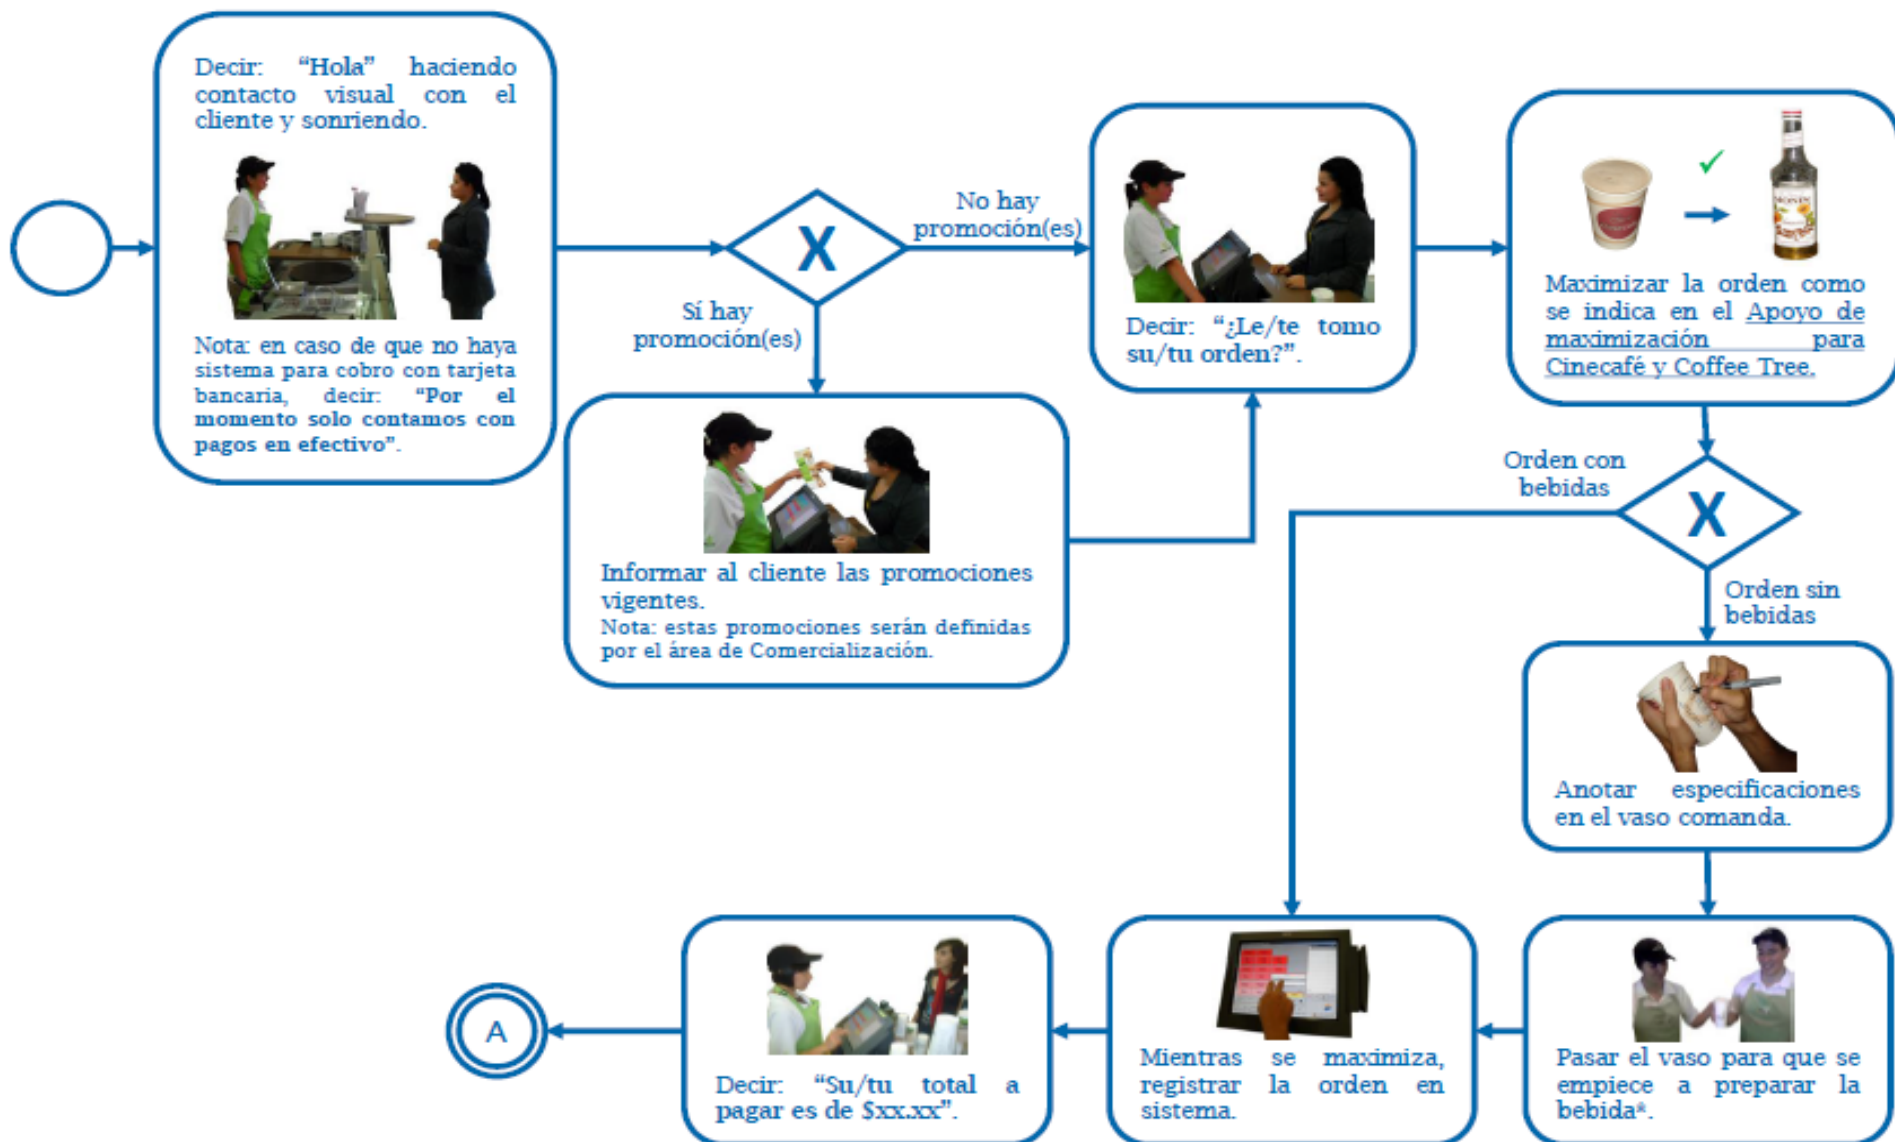 Decir: “Hola” haciendo
contacto visual con el
cliente y sonriendo.
Nota: en caso de que no haya
sistema para cobro con tarjeta
bancaria, decir: “Por el
momento solo contamos con
pagos en efectivo”.
X
No hay
promoción(es)
Sí hay
promoción(es)
Informar al cliente las promociones
vigentes.
Nota: estas promociones serán definidas
por el área de Comercialización.
Decir: “¿Le/te tomo
su/tu orden?”.
Maximizar la orden como
se indica en el Apoyo de
maximización para
Cinecafé y Coffee Tree.
X
Orden con
bebidas
Orden sin
bebidas
Anotar especificaciones
en el vaso comanda.
Pasar el vaso para que se
empiece a preparar la
bebida*.
Mientras se maximiza,
registrar la orden en
sistema.
Decir: “Su/tu total a
pagar es de $xx.xx”.
A